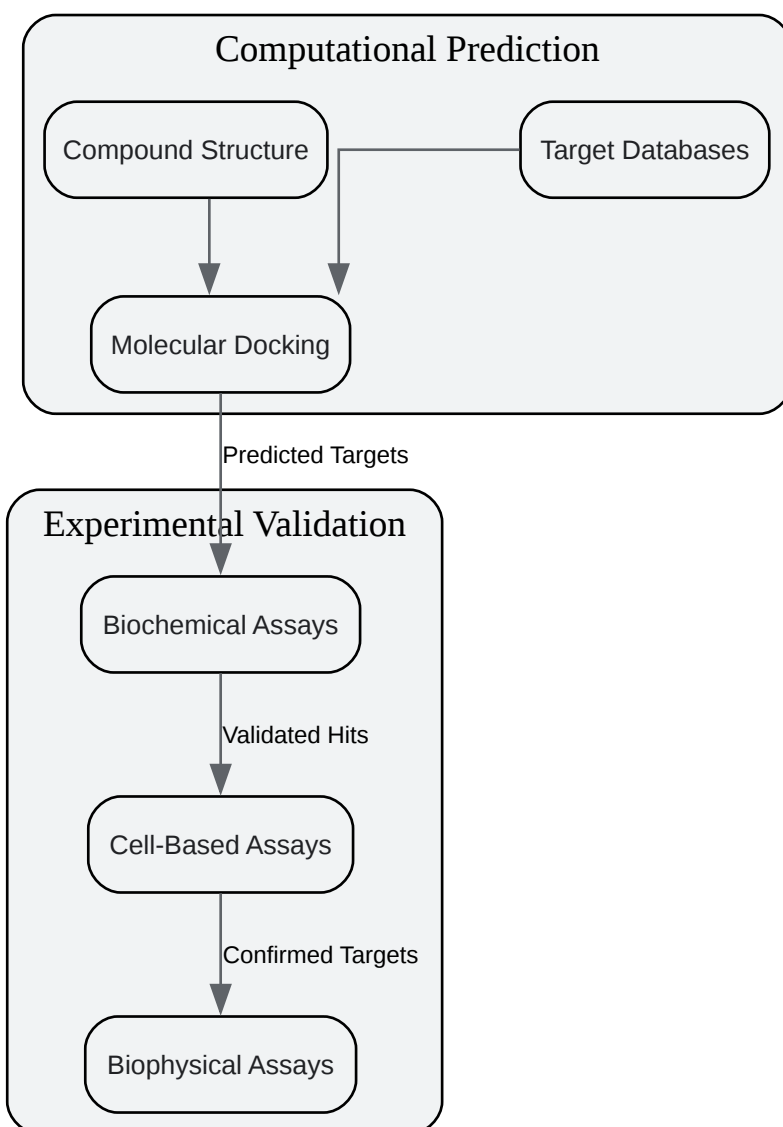 Computational Prediction
Compound Structure
Target Databases
Molecular Docking
Predicted Targets
Experimental Validation
Biochemical Assays
Validated Hits
Cell-Based Assays
Confirmed Targets
Biophysical Assays